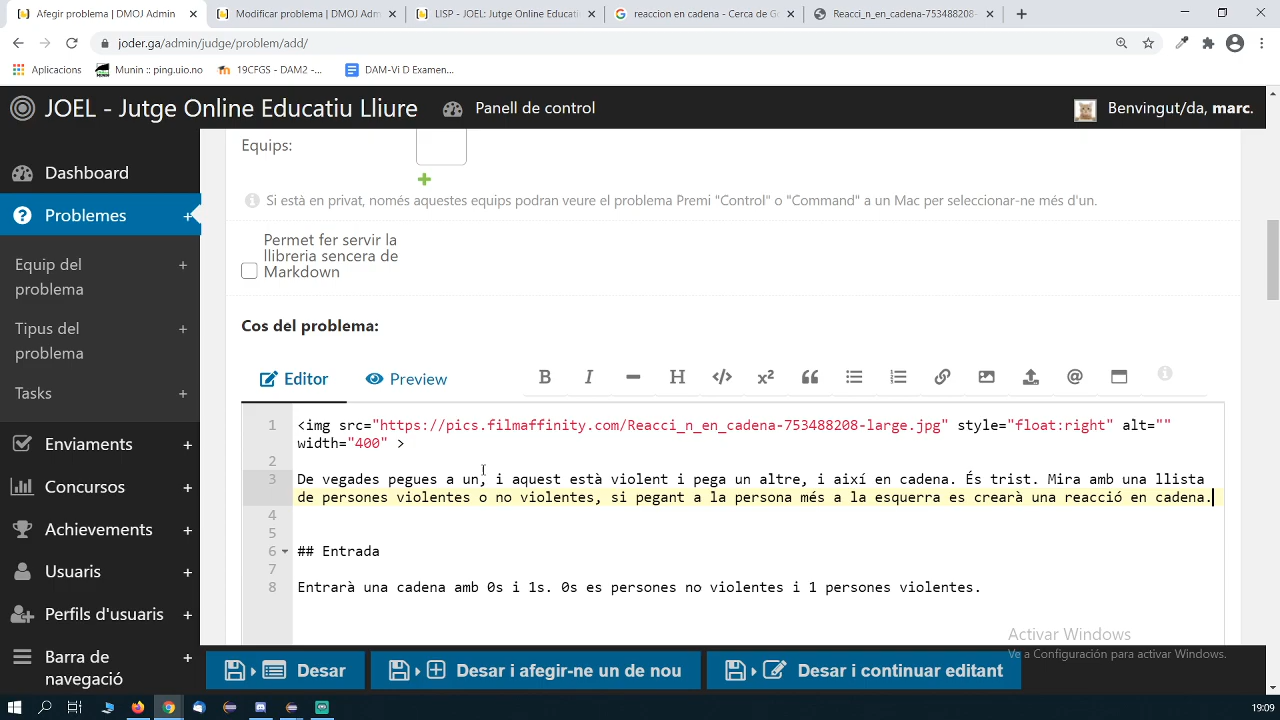 Afegir problema | DMOJ Admin
Modificar problema | DMOJ Adm
LISP - JOEL: Jutge Online Educatiu
reaccion en cadena - Cerca de Go
Reacci_n_en_cadena-753488208-
joder.ga/admin/judge/problem/add/
Aplicacions
Munin :: ping.uio.no
19CFGS - DAM2 -...
DAM-Vi D Examen...
JOEL - Jutge Online Educatiu Lliure
Panell de control
Benvingut/da, marc.
Dashboard
Problemes +
Equip del problema +
Tipus del problema +
Tasks +
Enviaments +
Concursos +
Achievements +
Usuaris +
Perfils d'usuaris +
Barra de navegació +
Equips:
Si està en privat, només aquestes equips podran veure el problema Premi "Control" o "Command" a un Mac per seleccionar-ne més d'un.
Permet fer servir la
llibreria sencera de
Markdown
Cos del problema:
Editor
Preview
B I H x²
1 <img src="https://pics.filmaffinity.com/Reacci_n_en_cadena-753488208-large.jpg" style="float:right" alt=""
width="400" >
2
3 De vegades pegues a un, i aquest està violent i pega un altre, i així en cadena. És trist. Mira amb una llista
de persones violentes o no violentes, si pegant a la persona més a la esquerra es crearà una reacció en cadena.
4
5
6 ## Entrada
7
8 Entrarà una cadena amb 0s i 1s. 0s es persones no violentes i 1 persones violentes.
Activar Windows
Ve a Configuración para activar Windows.
Desar
Desar i afegir-ne un de nou
Desar i continuar editant
19:09